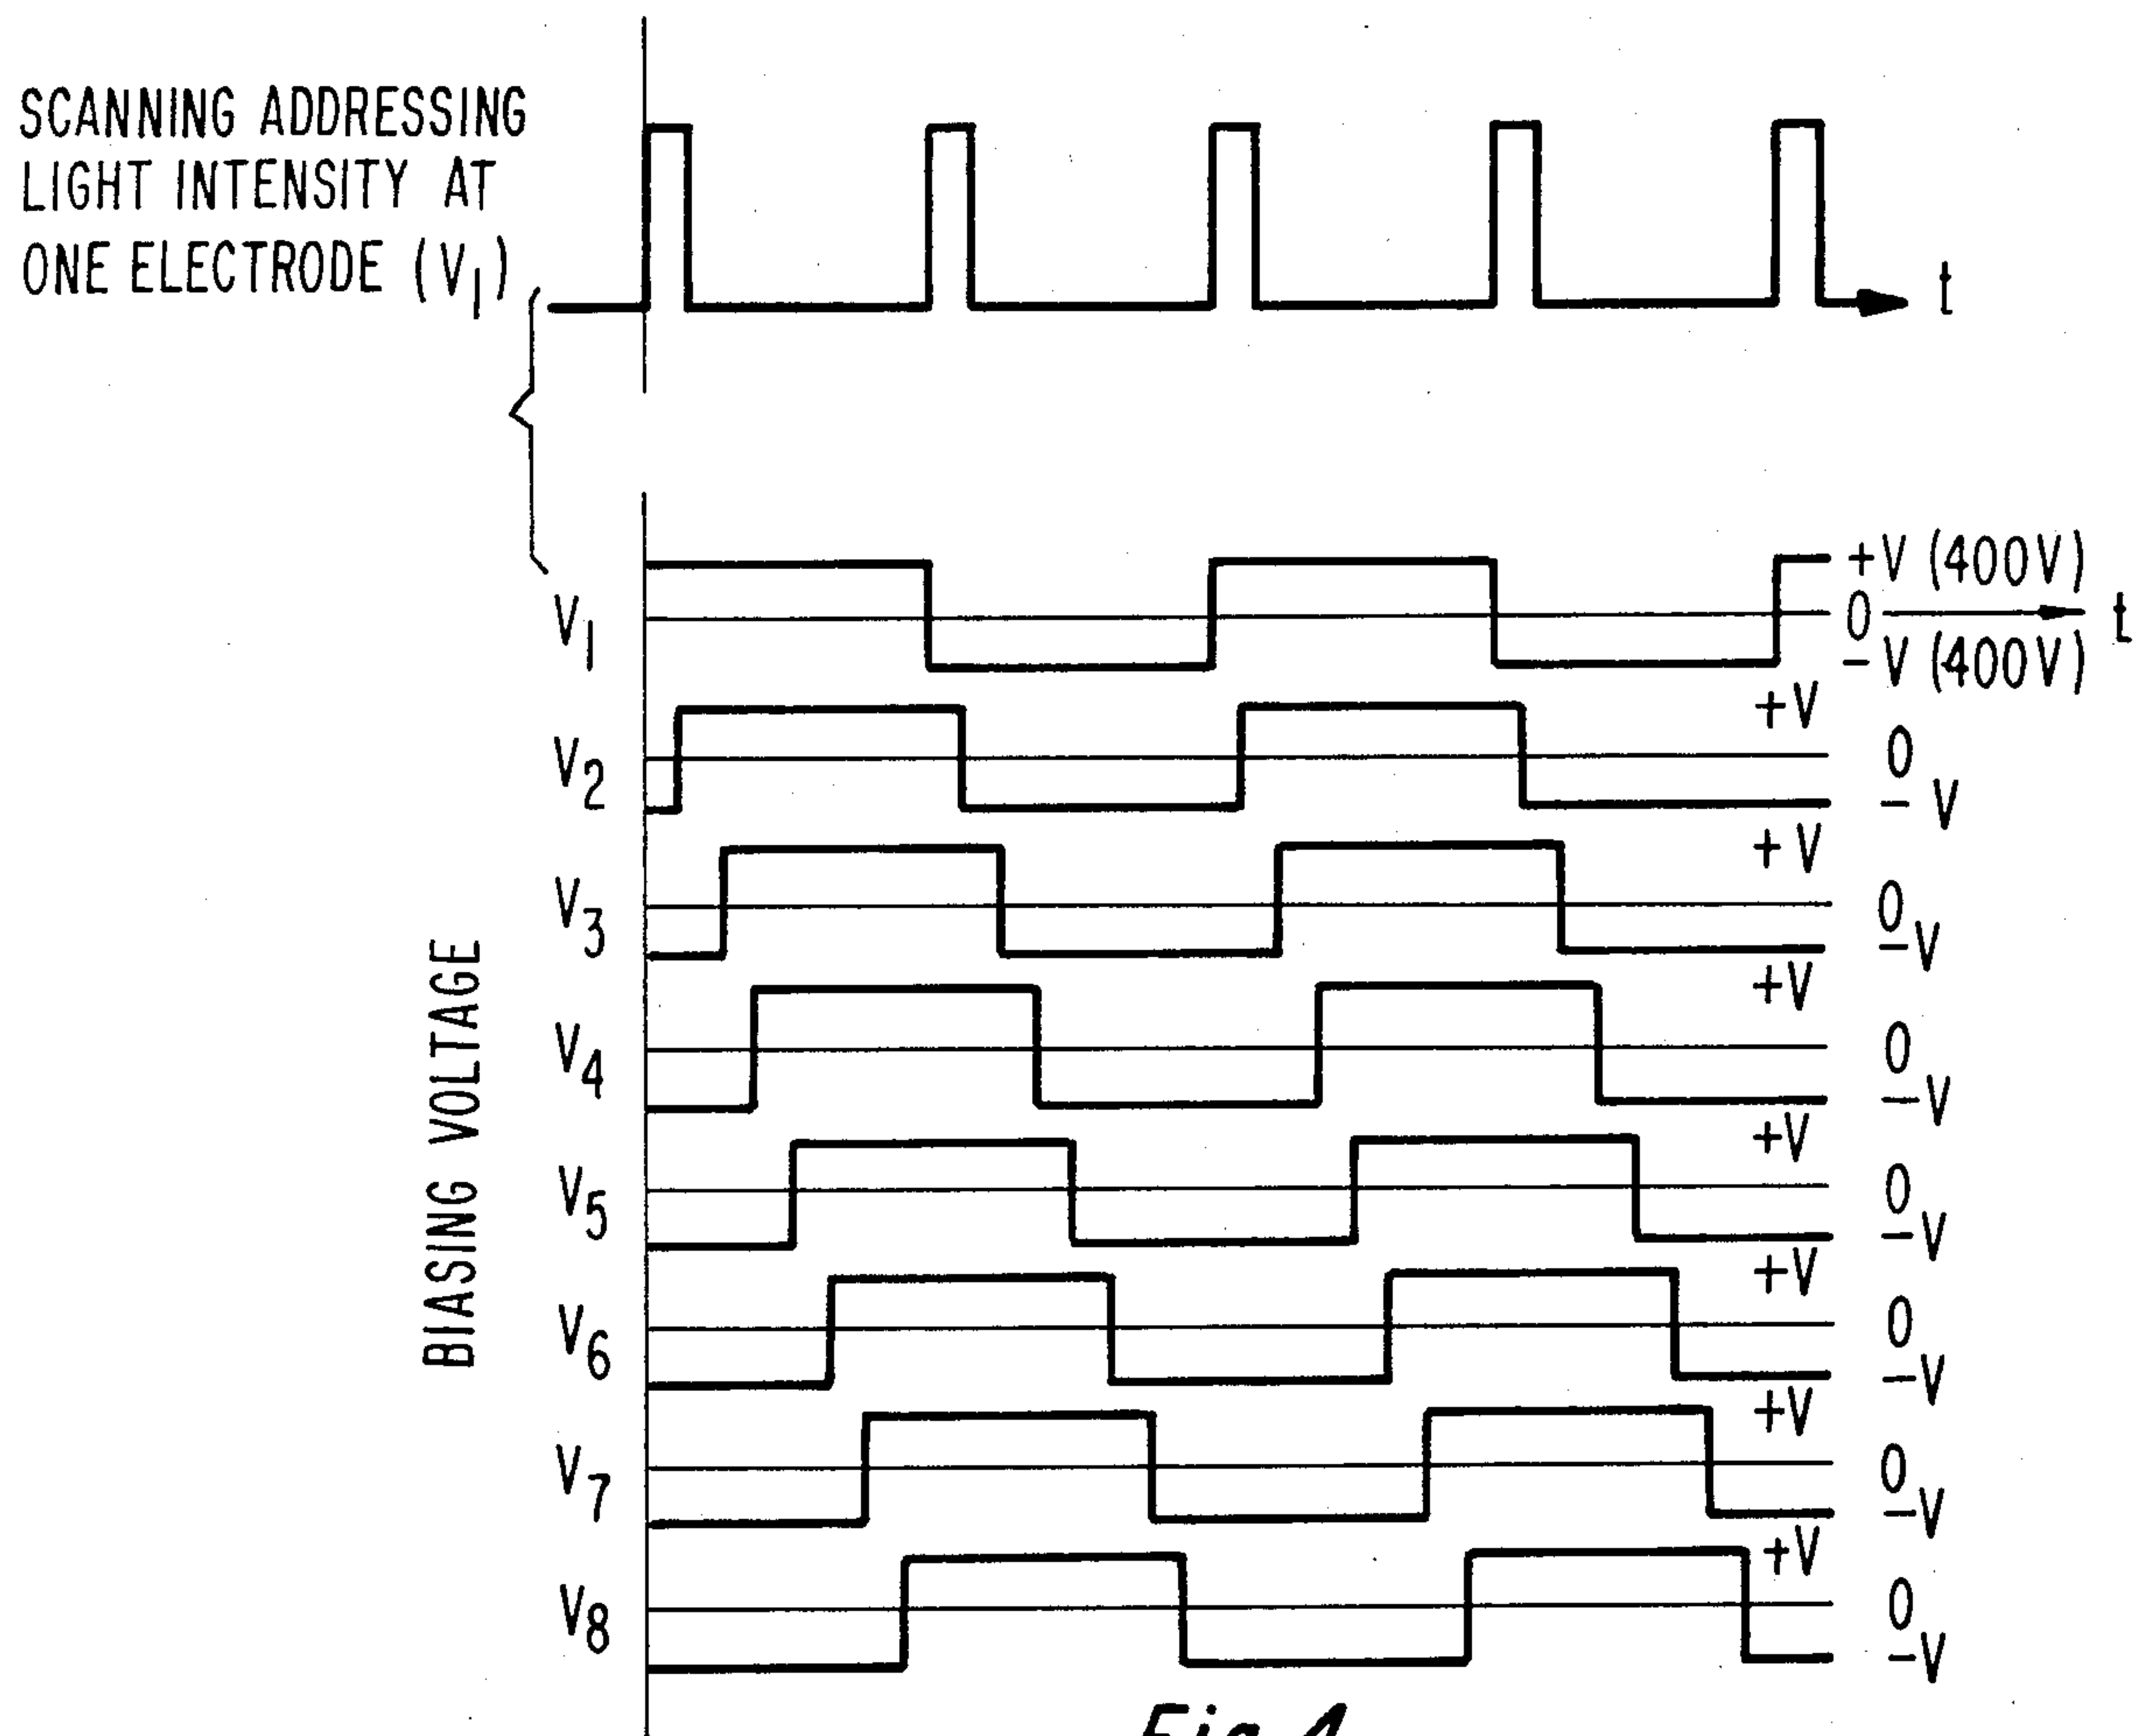 SCANNING ADDRESSING
LIGHT INTENSITY AT
ONE ELECTRODE (V1)
t
V1
+V (400V)
0
t
-V (400V)
V2
+V
0
-V
V3
+V
0
-V
V4
+V
0
-V
V5
+V
0
-V
V6
+V
0
-V
V7
+V
0
-V
V8
+V
0
-V
BIASING VOLTAGE